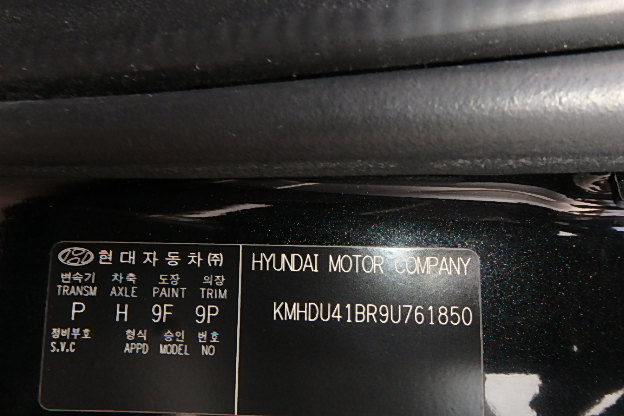 현대자동차㈜
변속기 차축 도장 의장
TRANSM AXLE PAINT TRIM
P H 9F 9P
정비부호 형식 승인 번호
S.V.C APPD MODEL NO
HYUNDAI MOTOR COMPANY
KMHDU41BR9U761850